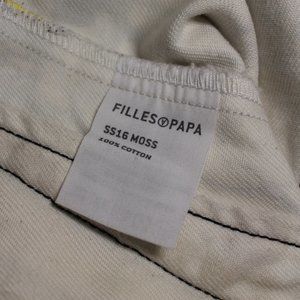 FILLES Ⓐ PAPA
SS16 MOSS
100% COTTON